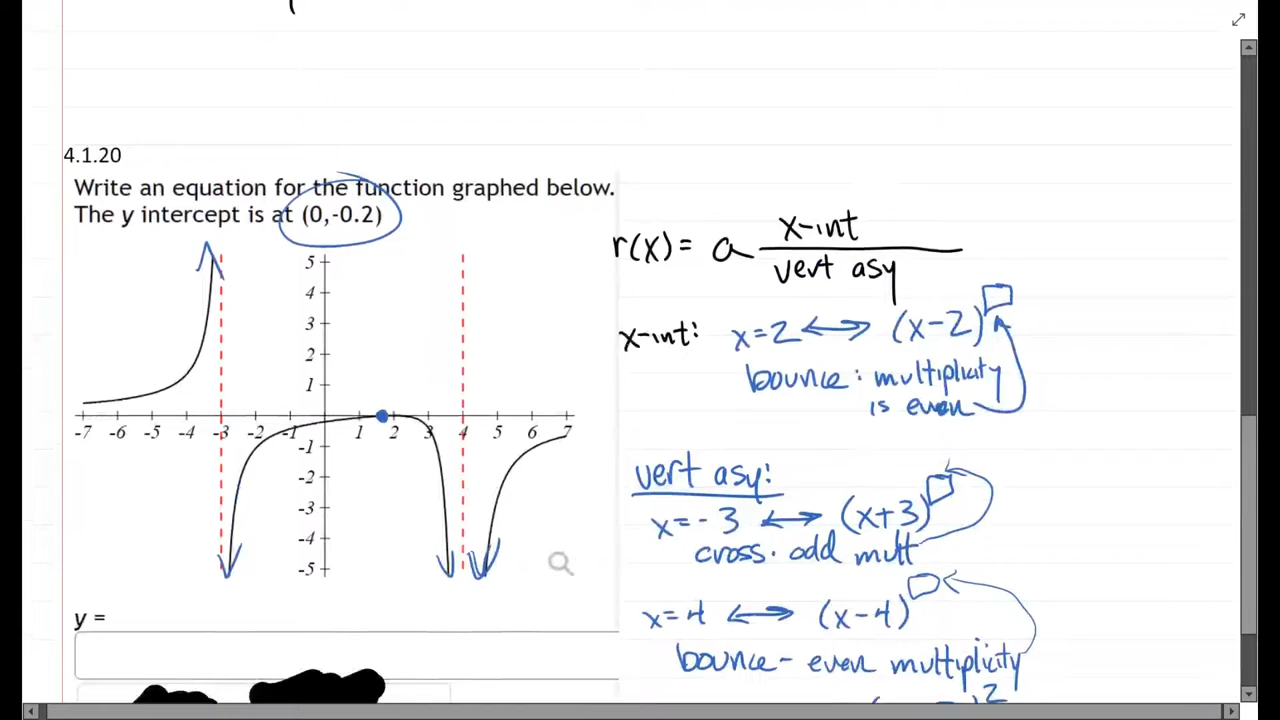 4.1.20
Write an equation for the function graphed below.
The y intercept is at (0,-0.2)
5
4
3
2
1
-7 -6 -5 -4 -3 -2 -1 1 2 3 4 5 6 7
-1
-2
-3
-4
-5
y =
r(x) = a x-int
vert asy
x-int: x=2 ↔ (x-2)
bounce: multiplicity
is even
vert asy:
x=-3 ↔ (x+3)
cross. odd mult
x=4 ↔ (x-4)
bounce - even multiplicity
2